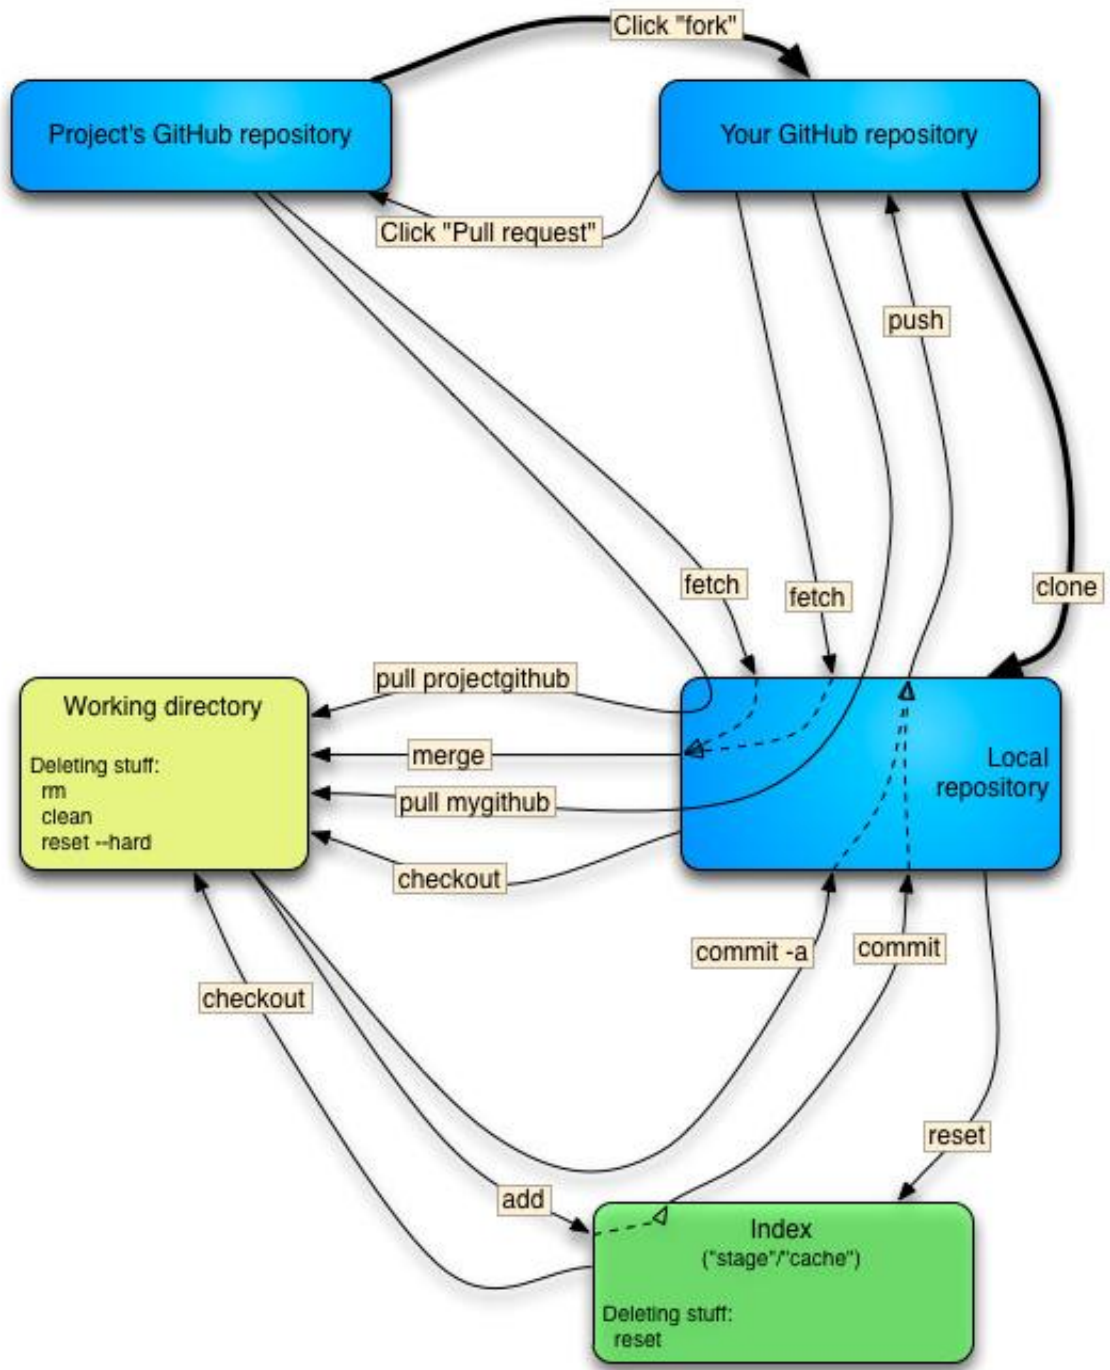 Click "fork"
Project's GitHub repository
Your GitHub repository
Click "Pull request"
push
fetch
fetch
clone
pull projectgithub
Working directory
merge
Deleting stuff:
rm
clean
reset --hard
pull mygithub
Local
repository
checkout
commit -a
commit
checkout
reset
add
Index
("stage"/"cache")
Deleting stuff:
reset